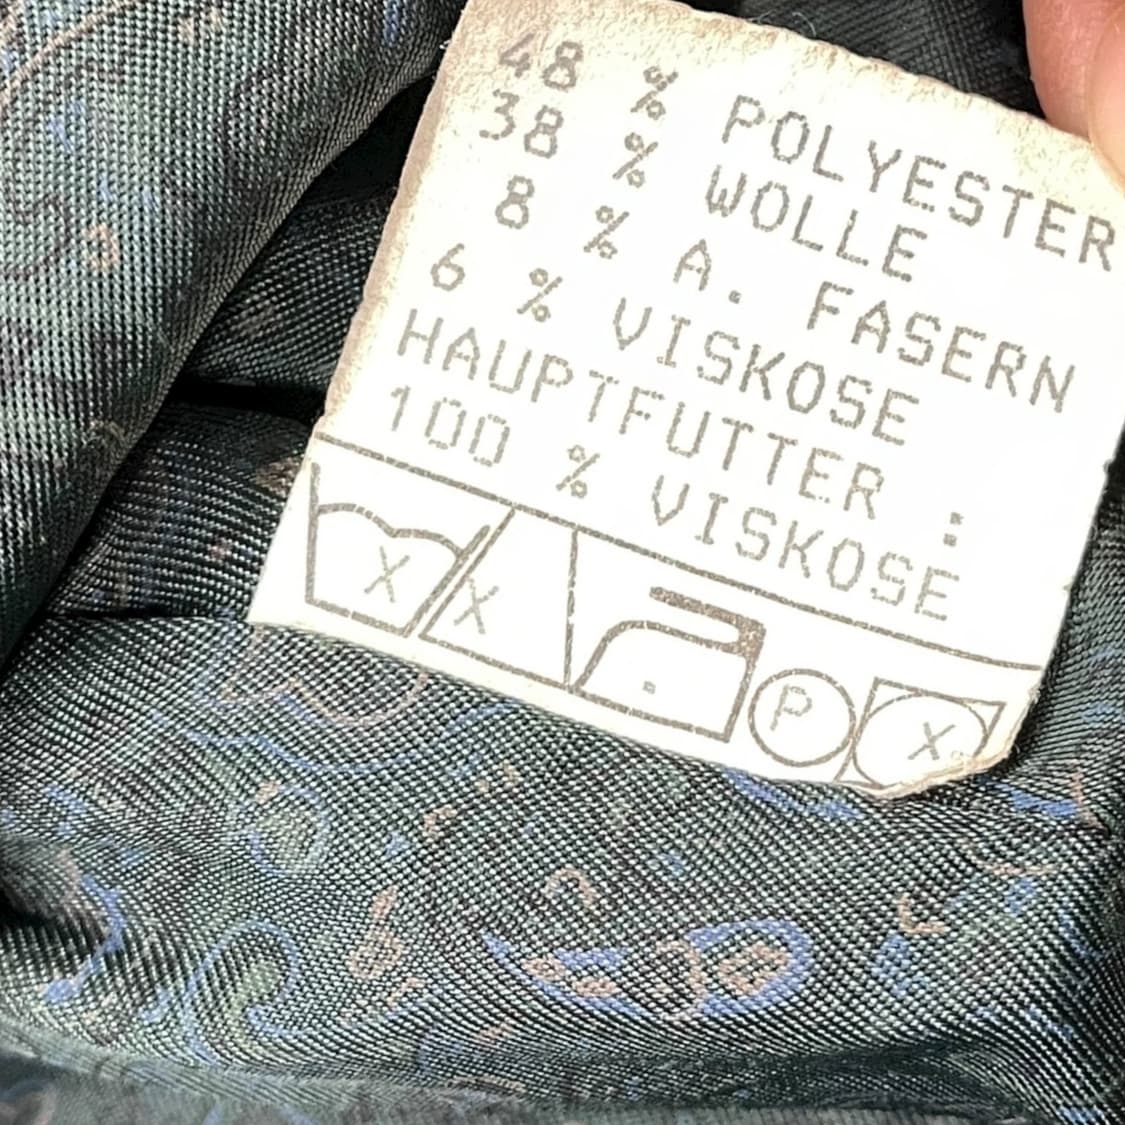 48 % POLYESTER
38 % WOLLE
8 % A. FASERN
6 % VISKOSE
HAUPTFUTTER :
100 % VISKOSE
X X P X